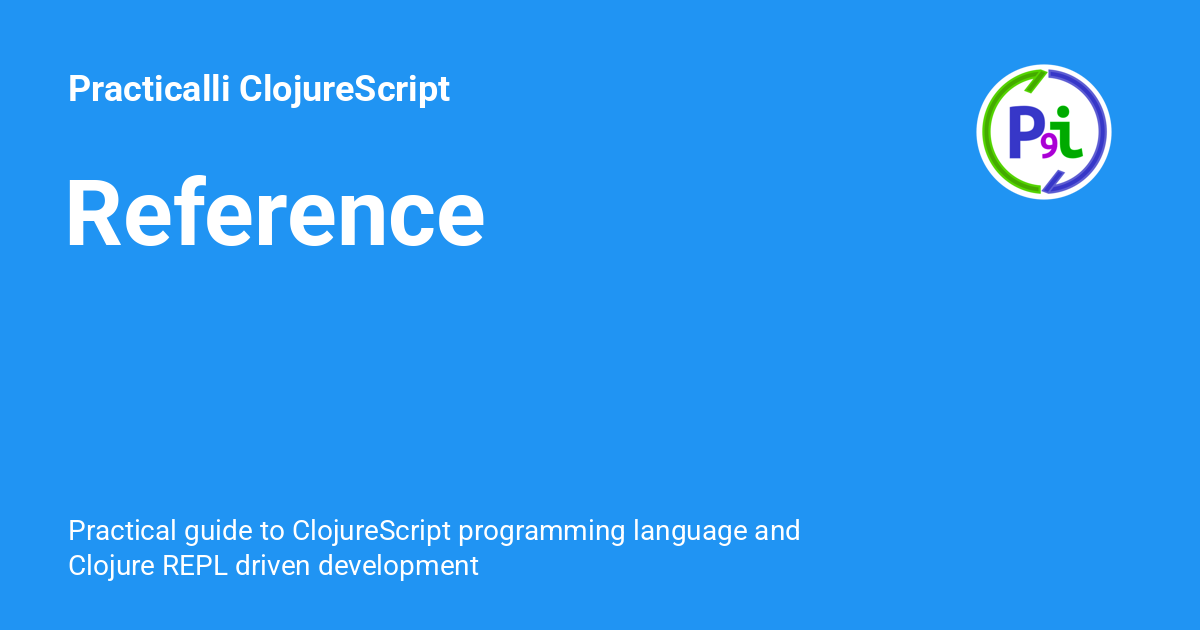 Practicalli ClojureScript
P9i
Reference
Practical guide to ClojureScript programming language and
Clojure REPL driven development